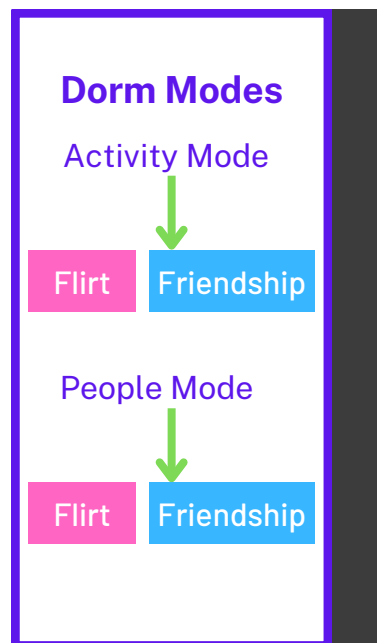 Dorm Modes
Activity Mode
Flirt Friendship
People Mode
Flirt Friendship